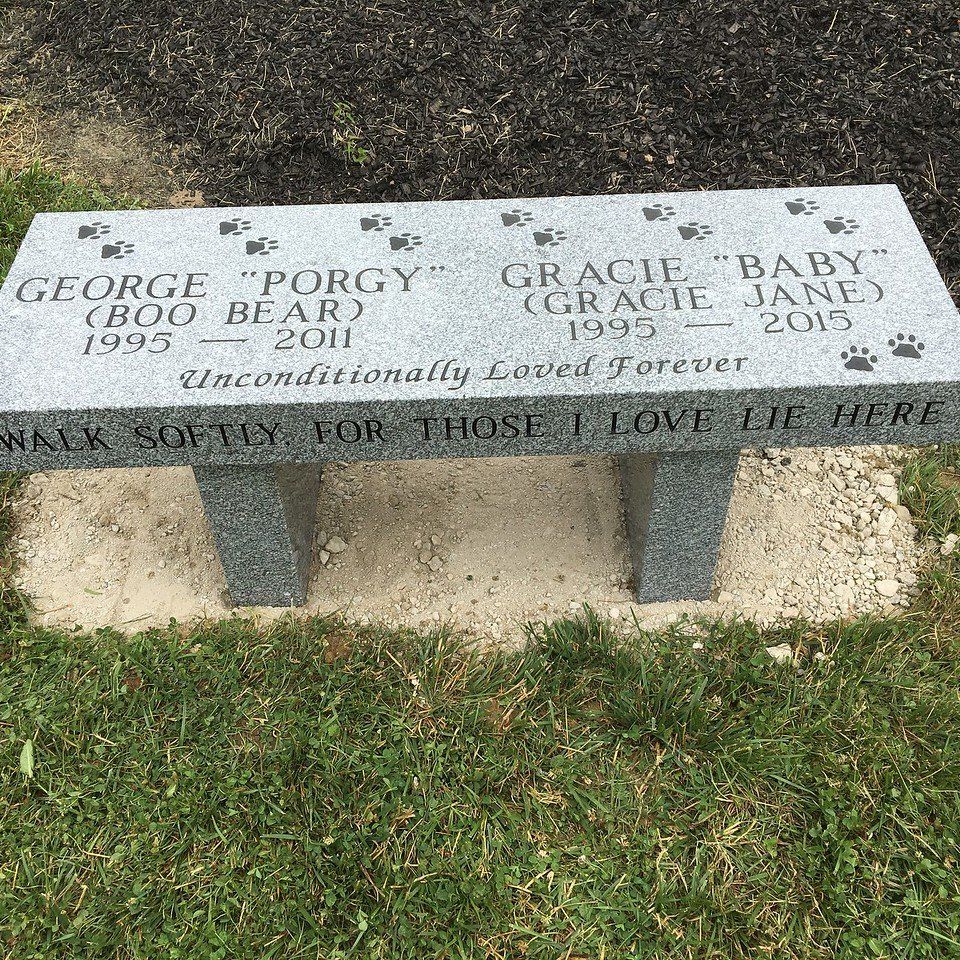 GEORGE "PORGY"
(BOO BEAR)
1995 — 2011
GRACIE "BABY"
(GRACIE JANE)
1995 — 2015
Unconditionally Loved Forever
WALK SOFTLY, FOR THOSE I LOVE LIE HERE